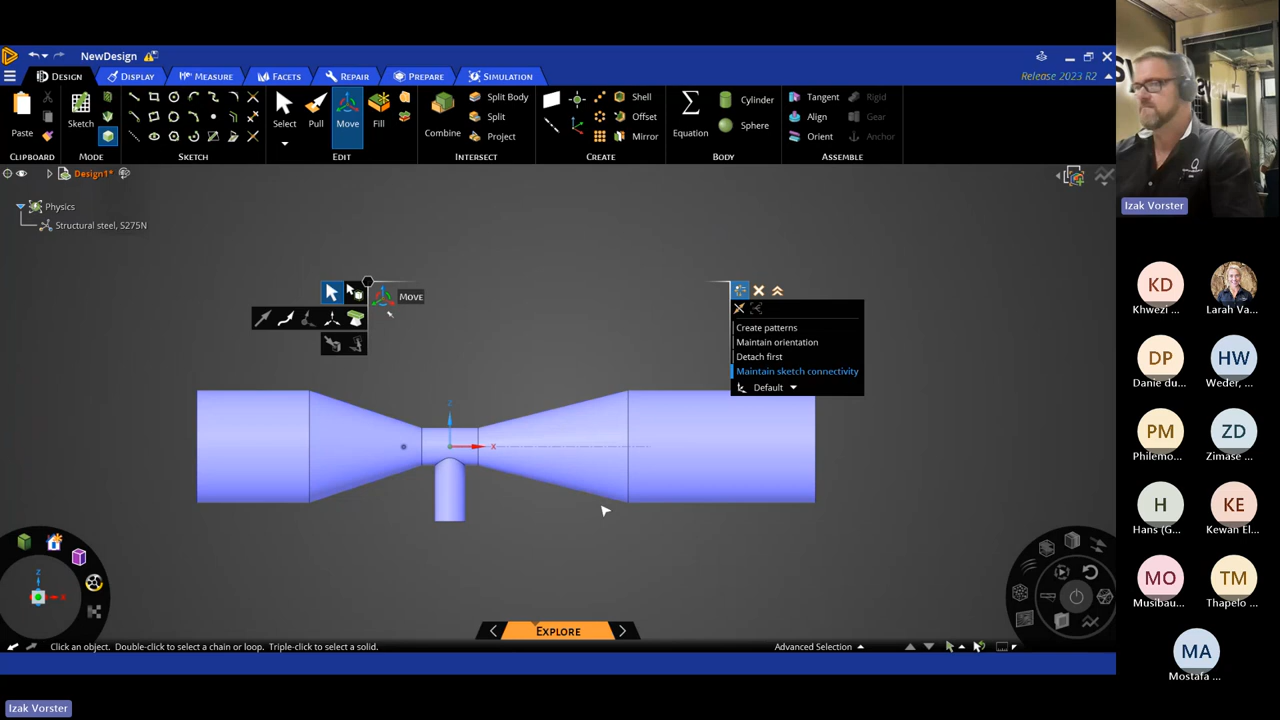 NewDesign
DESIGN
DISPLAY
MEASURE
FACETS
REPAIR
PREPARE
SIMULATION
Release 2023 R2
Paste
Sketch
Select
Pull
Move
Fill
Combine
Split Body
Split
Project
Shell
Offset
Mirror
Equation
Cylinder
Sphere
Tangent
Align
Orient
Rigid
Gear
Anchor
CLIPBOARD
MODE
SKETCH
EDIT
INTERSECT
CREATE
BODY
ASSEMBLE
Design1*
Physics
Structural steel, S275N
MOVE
Create patterns
Maintain orientation
Detach first
Maintain sketch connectivity
Default
Z
X
Z
X
EXPLORE
Click an object. Double-click to select a chain or loop. Triple-click to select a solid.
Advanced Selection
Izak Vorster
Izak Vorster
KD
Khwezi ...
Larah Va...
DP
Danie du...
HW
Weder, ...
PM
Philemo...
ZD
Zimase ...
H
Hans (G...
KE
Kewan El...
MO
Musibau...
TM
Thapelo ...
MA
Mostafa ...